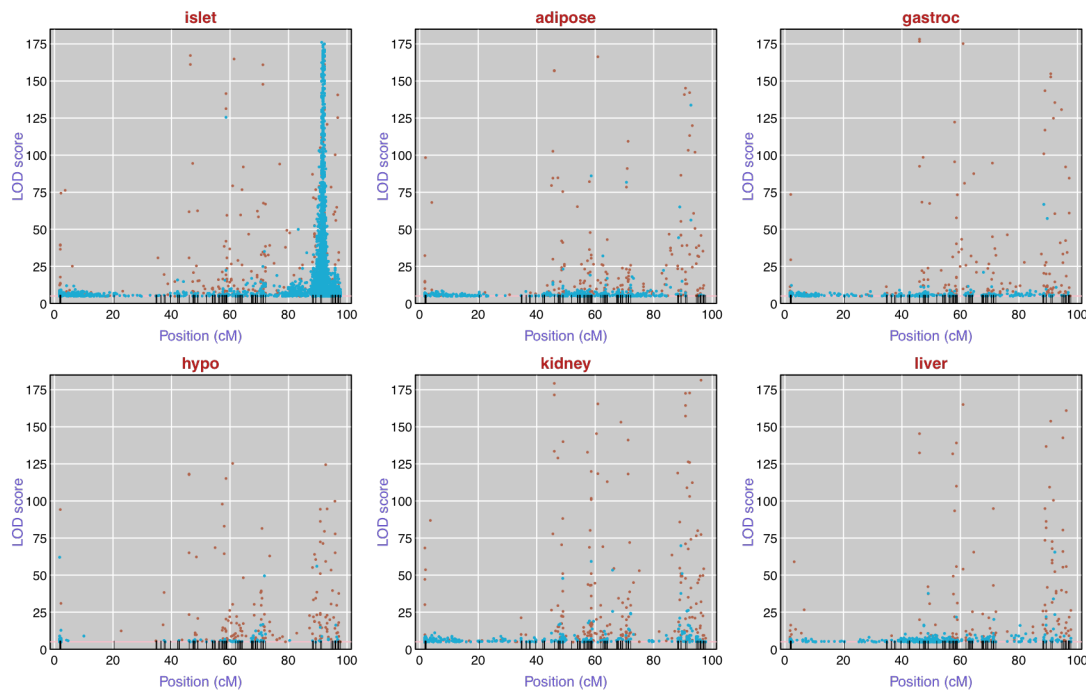 islet adipose gastroc
175 175 175
150 150 150
125 125 125
LOD score 100 LOD score 100 LOD score 100
75 75 75
50 50 50
25 25 25
0 0 0
0 20 40 60 80 100 0 20 40 60 80 100 0 20 40 60 80 100
Position (cM) Position (cM) Position (cM)
hypo kidney liver
175 175 175
150 150 150
125 125 125
LOD score 100 LOD score 100 LOD score 100
75 75 75
50 50 50
25 25 25
0 0 0
0 20 40 60 80 100 0 20 40 60 80 100 0 20 40 60 80 100
Position (cM) Position (cM) Position (cM)